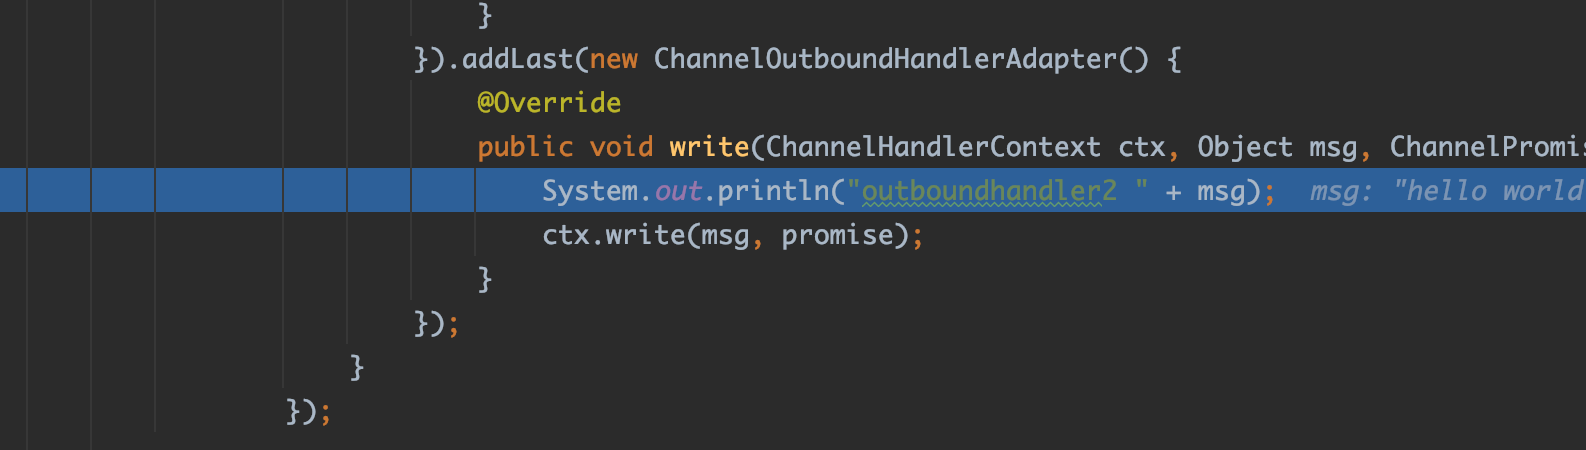 }
}).addLast(new ChannelOutboundHandlerAdapter() {
@Override
public void write(ChannelHandlerContext ctx, Object msg, ChannelPromis
System.out.println("outboundhandler2 " + msg); msg: "hello world
ctx.write(msg, promise);
}
});
}
});